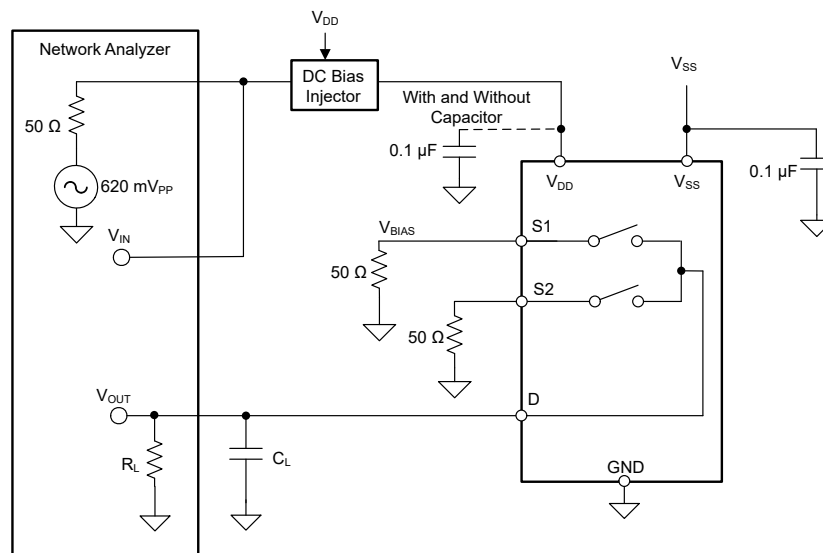 V_DD
Network Analyzer
DC Bias
Injector
V_SS
50 Ω
With and Without
Capacitor
0.1 µF
0.1 µF
620 mV_PP
V_DD
V_SS
V_IN
V_BIAS
S1
50 Ω
S2
50 Ω
V_OUT
D
R_L
C_L
GND